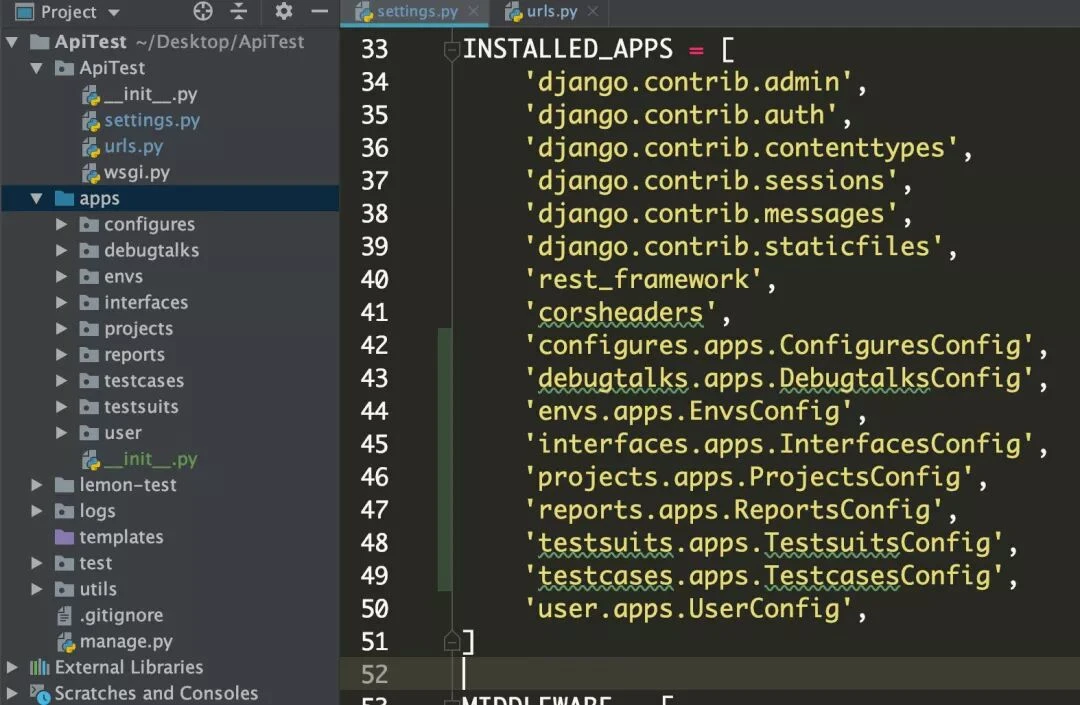 Project
ApiTest ~/Desktop/ApiTest
ApiTest
__init__.py
settings.py
urls.py
wsgi.py
apps
configures
debugtalks
envs
interfaces
projects
reports
testcases
testsuits
user
__init__.py
lemon-test
logs
templates
test
utils
.gitignore
manage.py
External Libraries
Scratches and Consoles
settings.py urls.py
33 INSTALLED_APPS = [
34 'django.contrib.admin',
35 'django.contrib.auth',
36 'django.contrib.contenttypes',
37 'django.contrib.sessions',
38 'django.contrib.messages',
39 'django.contrib.staticfiles',
40 'rest_framework',
41 'corsheaders',
42 'configures.apps.ConfiguresConfig',
43 'debugtalks.apps.DebugtalksConfig',
44 'envs.apps.EnvsConfig',
45 'interfaces.apps.InterfacesConfig',
46 'projects.apps.ProjectsConfig',
47 'reports.apps.ReportsConfig',
48 'testsuits.apps.TestsuitsConfig',
49 'testcases.apps.TestcasesConfig',
50 'user.apps.UserConfig',
51 ]
52
53 MIDDLEWARE = [